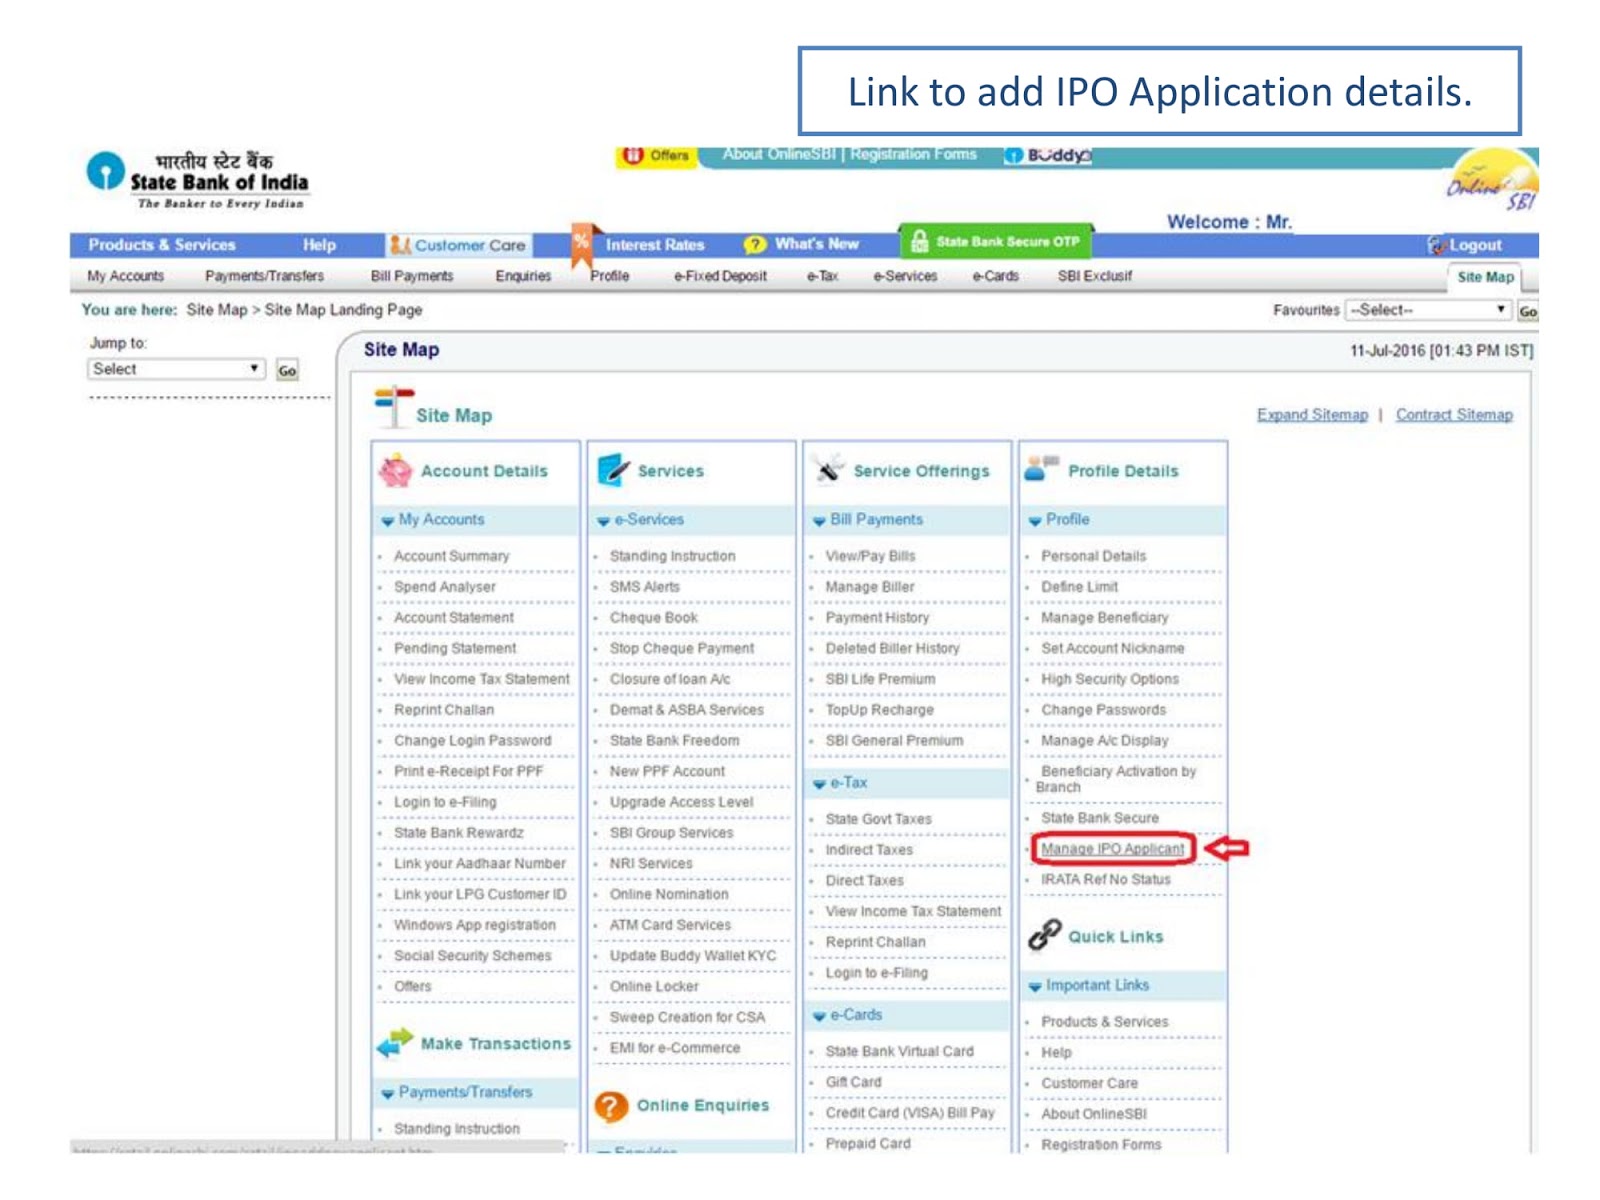 Link to add IPO Application details.
भारतीय स्टेट बैंक
State Bank of India
The Banker to Every Indian
Offers About OnlineSBI | Registration Forms Buddy
Online SBI
Welcome : Mr.
Products & Services Help Customer Care % Interest Rates ? What's New State Bank Secure OTP Logout
My Accounts Payments/Transfers Bill Payments Enquiries Profile e-Fixed Deposit e-Tax e-Services e-Cards SBI Exclusif Site Map
You are here: Site Map > Site Map Landing Page Favourites --Select-- Go
Jump to:
Select Go
Site Map 11-Jul-2016 [01:43 PM IST]
Site Map Expand Sitemap | Contract Sitemap
Account Details
My Accounts
Account Summary
Spend Analyser
Account Statement
Pending Statement
View Income Tax Statement
Reprint Challan
Change Login Password
Print e-Receipt For PPF
Login to e-Filing
State Bank Rewardz
Link your Aadhaar Number
Link your LPG Customer ID
Windows App registration
Social Security Schemes
Offers
Make Transactions
Payments/Transfers
Standing Instruction
Services
e-Services
Standing Instruction
SMS Alerts
Cheque Book
Stop Cheque Payment
Closure of loan A/c
Demat & ASBA Services
State Bank Freedom
New PPF Account
Upgrade Access Level
SBI Group Services
NRI Services
Online Nomination
ATM Card Services
Update Buddy Wallet KYC
Online Locker
Sweep Creation for CSA
EMI for e-Commerce
Online Enquiries
Service Offerings
Bill Payments
View/Pay Bills
Manage Biller
Payment History
Deleted Biller History
SBI Life Premium
TopUp Recharge
SBI General Premium
e-Tax
State Govt Taxes
Indirect Taxes
Direct Taxes
View Income Tax Statement
Reprint Challan
Login to e-Filing
e-Cards
State Bank Virtual Card
Gift Card
Credit Card (VISA) Bill Pay
Prepaid Card
Profile Details
Profile
Personal Details
Define Limit
Manage Beneficiary
Set Account Nickname
High Security Options
Change Passwords
Manage A/c Display
Beneficiary Activation by
Branch
State Bank Secure
Manage IPO Applicant
IRATA Ref No Status
Quick Links
Important Links
Products & Services
Help
Customer Care
About OnlineSBI
Registration Forms